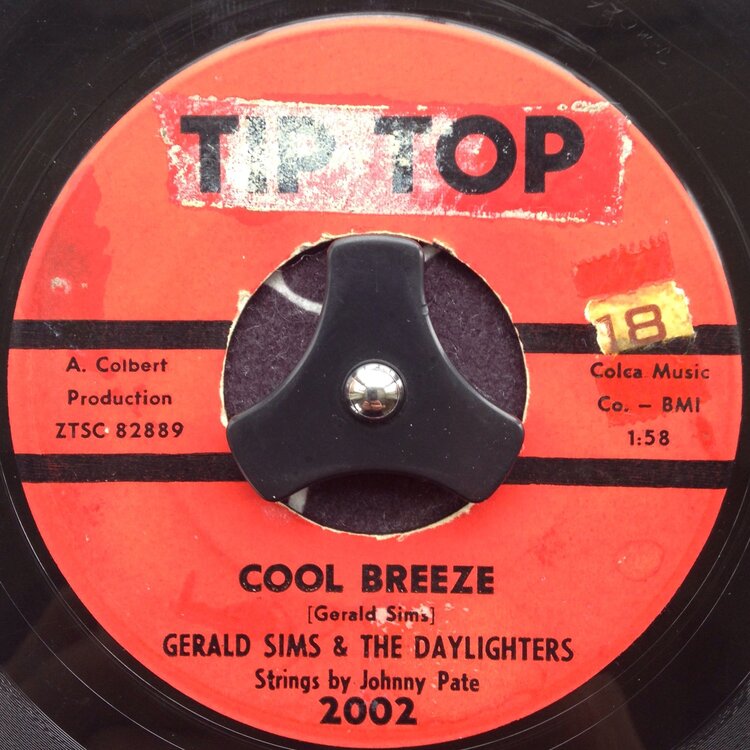 TIP TOP
18
A. Colbert
Production
ZTSC 82889
Colca Music
Co. – BMI
1:58
COOL BREEZE
[Gerald Sims]
GERALD SIMS & THE DAYLIGHTERS
Strings by Johnny Pate
2002